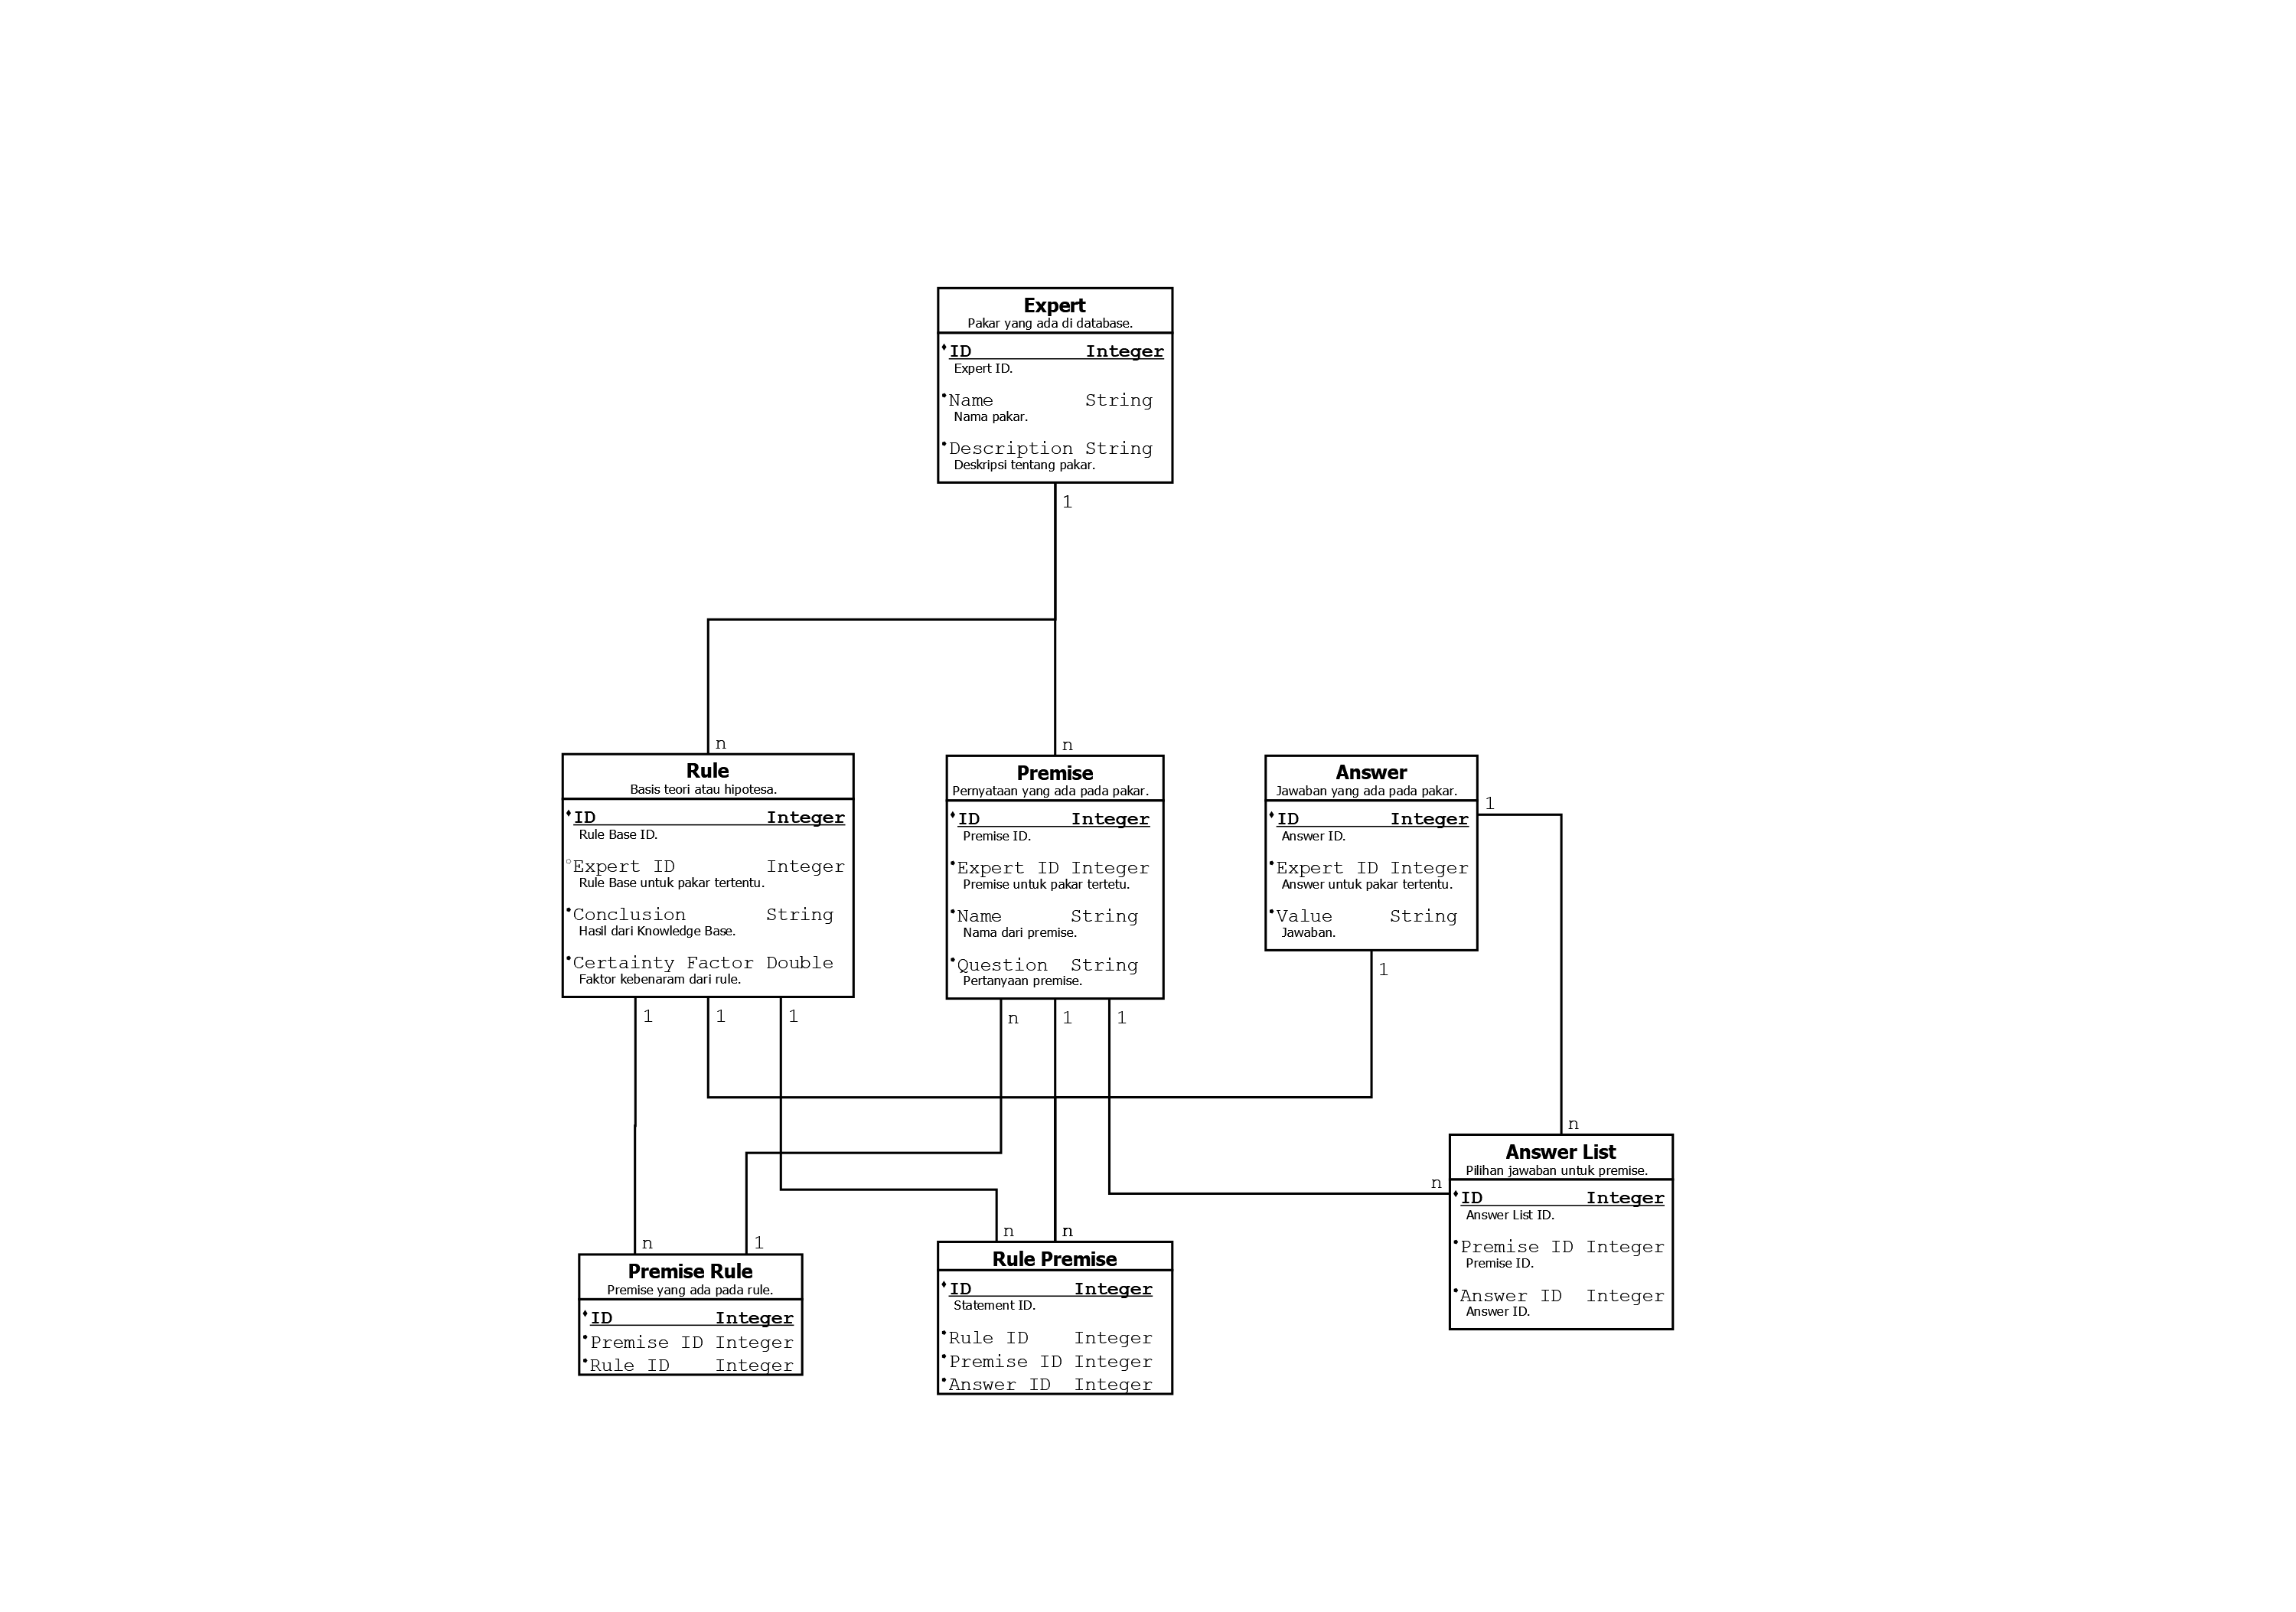 Expert
Pakar yang ada di database.
ID Integer
Expert ID.
Name String
Nama pakar.
Description String
Deskripsi tentang pakar.
1
n
n
Rule
Basis teori atau hipotesa.
ID Integer
Rule Base ID.
Expert ID Integer
Rule Base untuk pakar tertentu.
Conclusion String
Hasil dari Knowledge Base.
Certainty Factor Double
Faktor kebenaram dari rule.
1
1
1
Premise
Pernyataan yang ada pada pakar.
ID Integer
Premise ID.
Expert ID Integer
Premise untuk pakar tertetu.
Name String
Nama dari premise.
Question String
Pertanyaan premise.
n
1
1
Answer
Jawaban yang ada pada pakar.
ID Integer
Answer ID.
Expert ID Integer
Answer untuk pakar tertentu.
Value String
Jawaban.
1
1
n
n
Answer List
Pilihan jawaban untuk premise.
ID Integer
Answer List ID.
Premise ID Integer
Premise ID.
Answer ID Integer
Answer ID.
n
1
Premise Rule
Premise yang ada pada rule.
ID Integer
Premise ID Integer
Rule ID Integer
n
n
Rule Premise
ID Integer
Statement ID.
Rule ID Integer
Premise ID Integer
Answer ID Integer